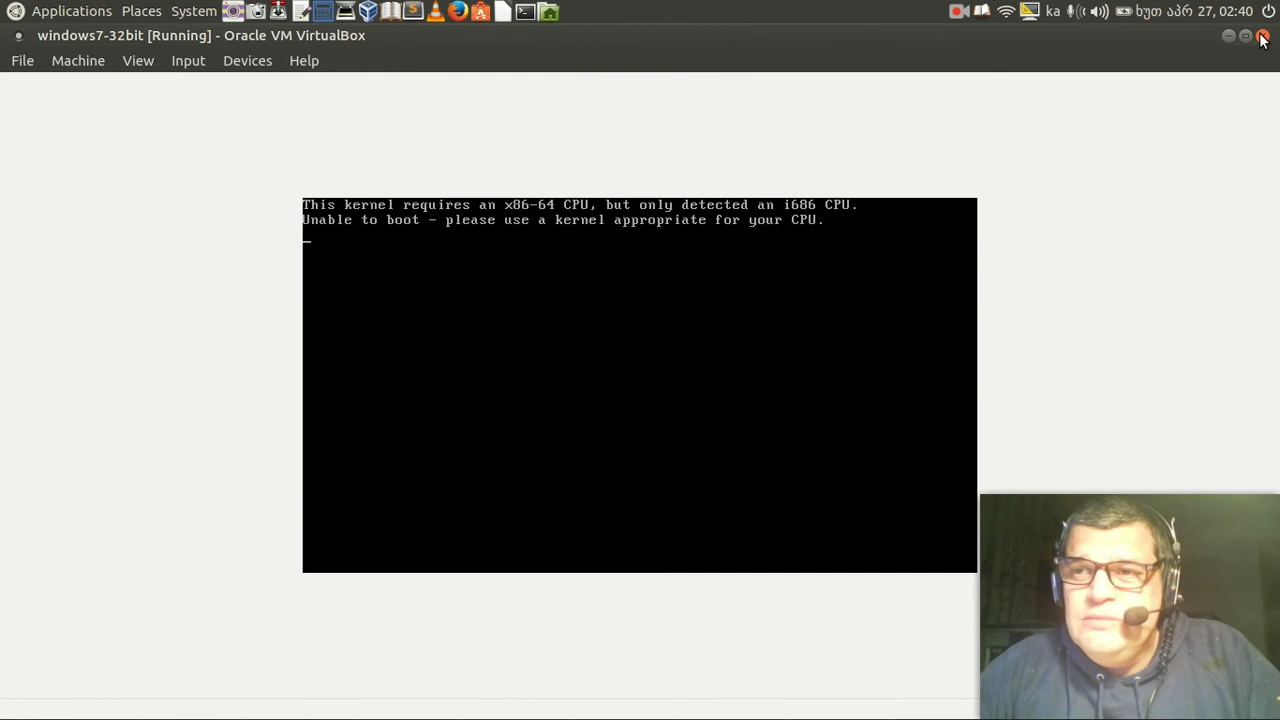 Applications Places System ka ხუთ აპრ 27, 02:40
windows7-32bit [Running] - Oracle VM VirtualBox
File Machine View Input Devices Help
This kernel requires an x86-64 CPU, but only detected an i686 CPU.
Unable to boot - please use a kernel appropriate for your CPU.